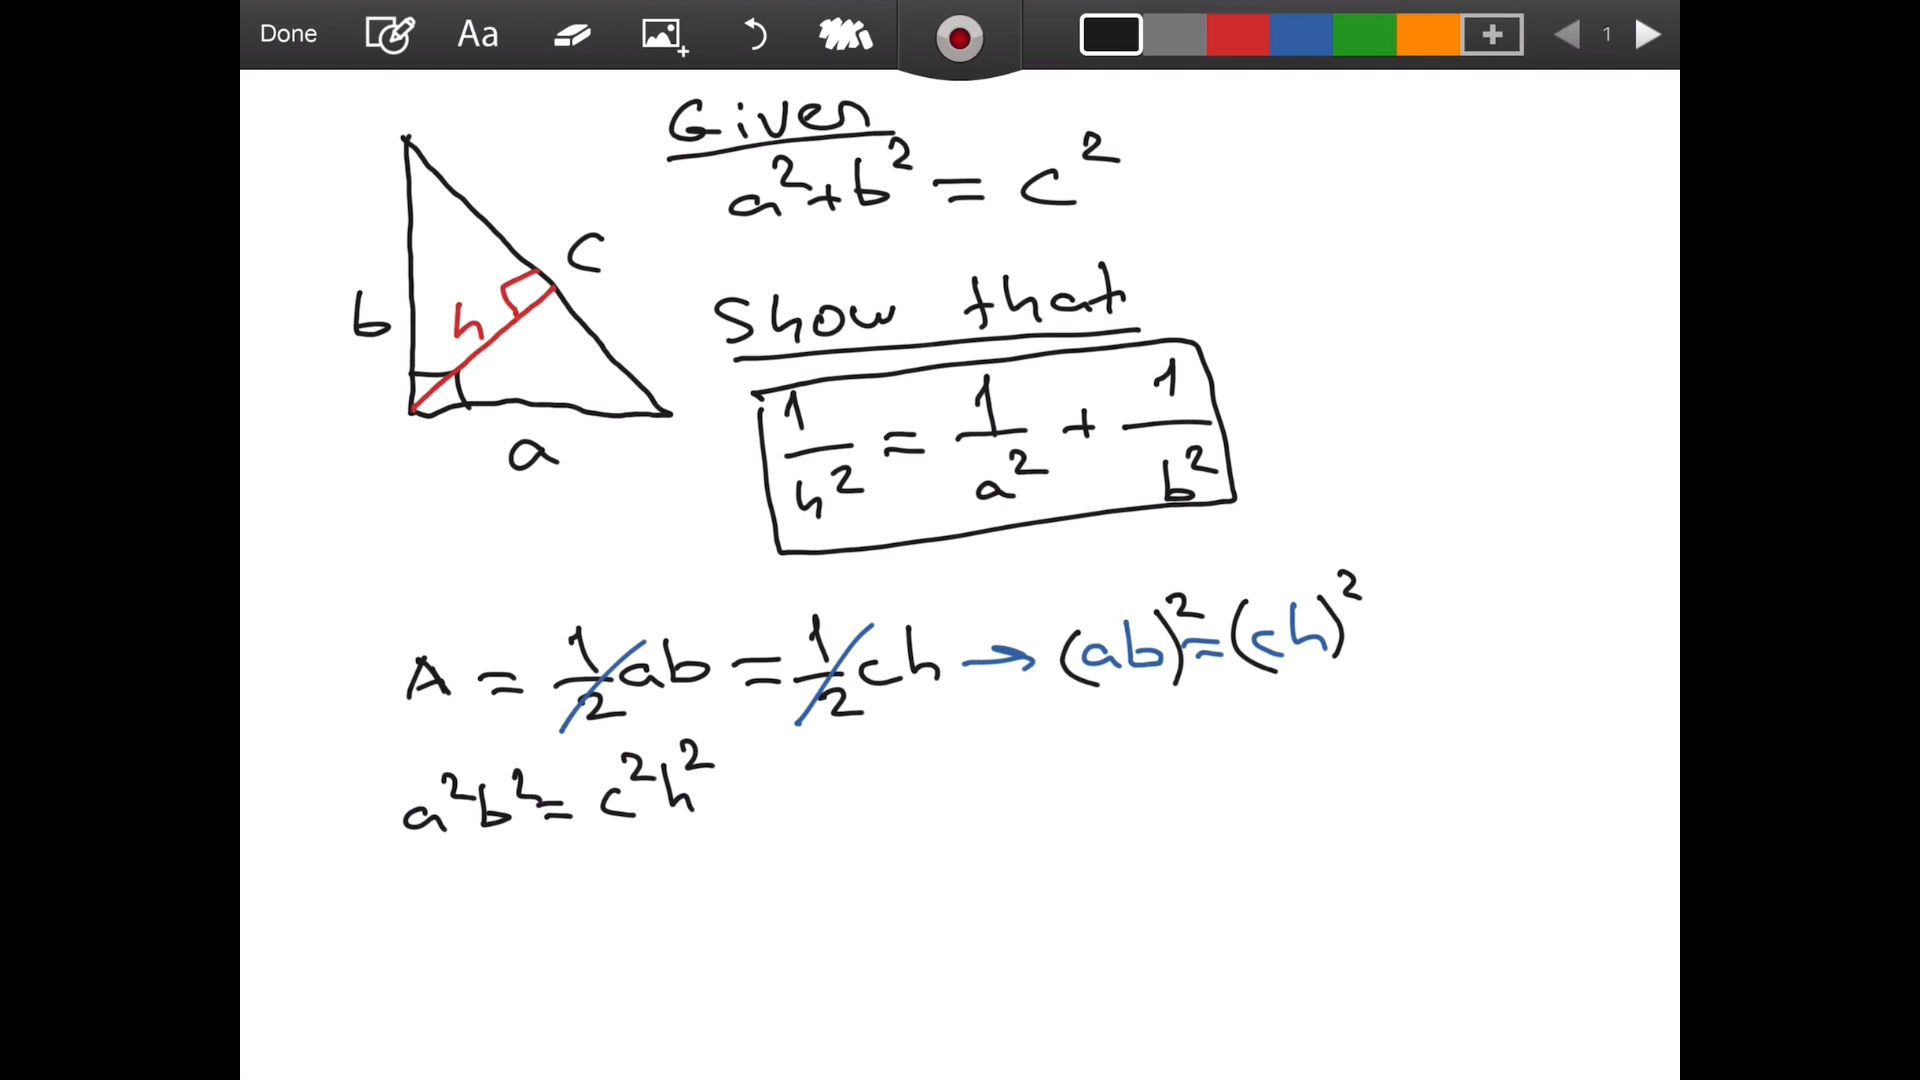 Done Aa 1
Given
a²+b² = c²
c
b
h
a
Show that
1/h² = 1/a² + 1/b²
A = 1/2 ab = 1/2 ch → (ab)² = (ch)²
a²b² = c²h²